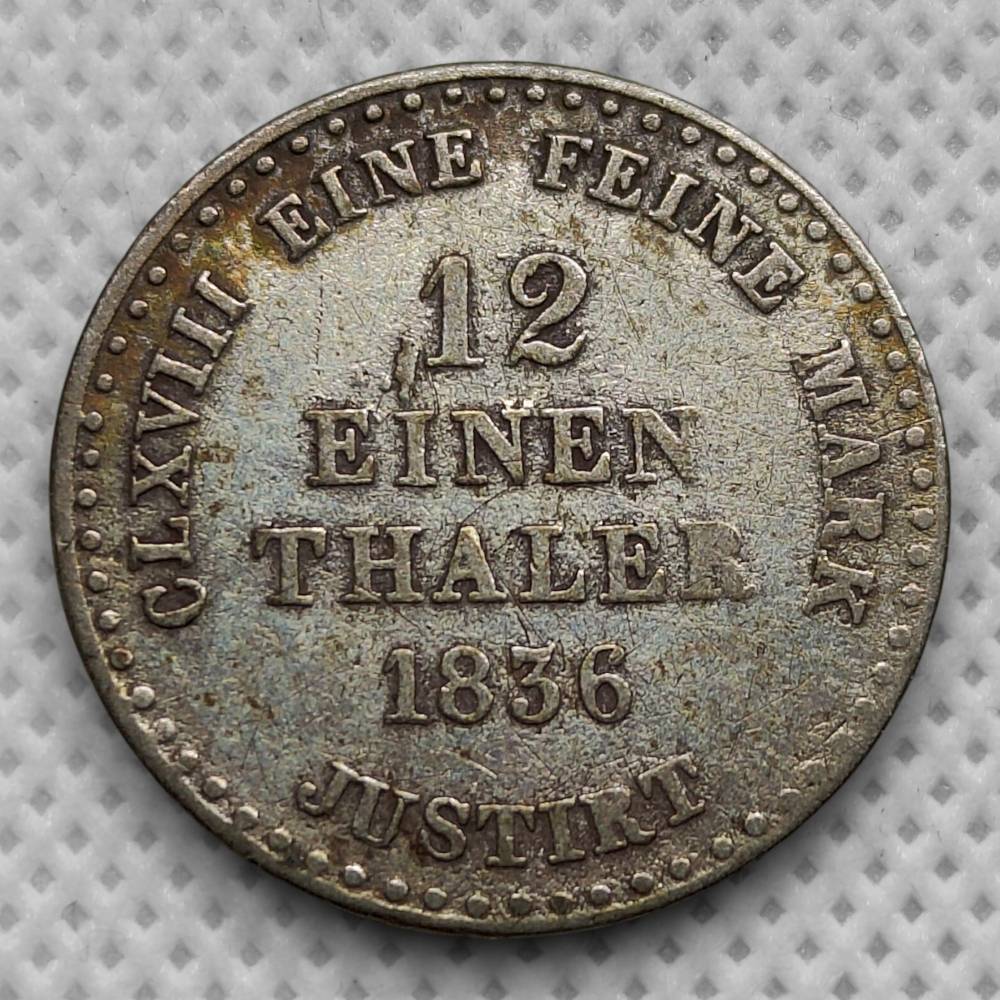 CLXVIII EINE FEINE MARK
12
EINEN
THALER
1836
JUSTIRT